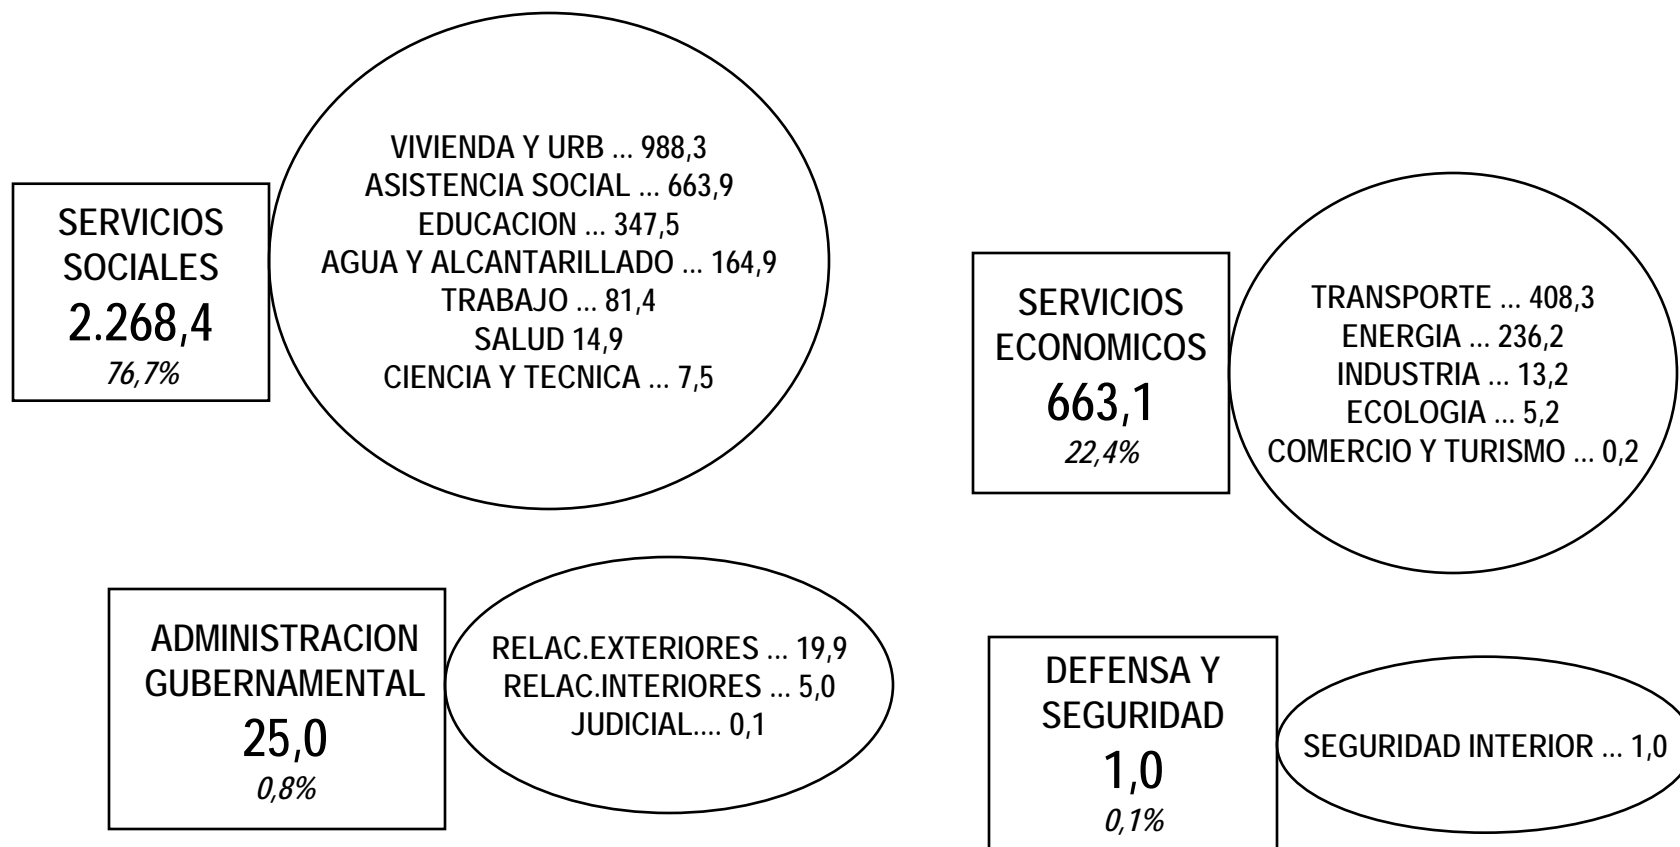 SERVICIOS
SOCIALES
2.268,4
76,7%
VIVIENDA Y URB ... 988,3
ASISTENCIA SOCIAL ... 663,9
EDUCACION ... 347,5
AGUA Y ALCANTARILLADO ... 164,9
TRABAJO ... 81,4
SALUD 14,9
CIENCIA Y TECNICA ... 7,5
SERVICIOS
ECONOMICOS
663,1
22,4%
TRANSPORTE ... 408,3
ENERGIA ... 236,2
INDUSTRIA ... 13,2
ECOLOGIA ... 5,2
COMERCIO Y TURISMO ... 0,2
ADMINISTRACION
GUBERNAMENTAL
25,0
0,8%
RELAC.EXTERIORES ... 19,9
RELAC.INTERIORES ... 5,0
JUDICIAL.... 0,1
DEFENSA Y
SEGURIDAD
1,0
0,1%
SEGURIDAD INTERIOR ... 1,0